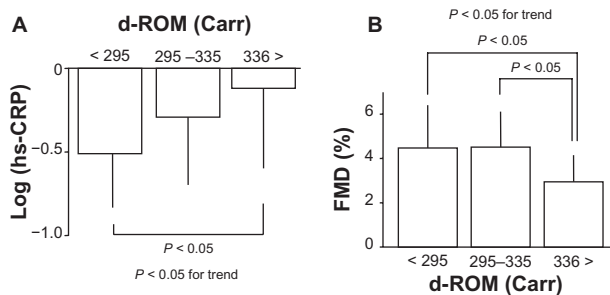 A
d-ROM (Carr)
< 295
295 –335
336 >
0
−0.5
−1.0
Log (hs-CRP)
P < 0.05
P < 0.05 for trend
B
P < 0.05 for trend
P < 0.05
P < 0.05
6
4
2
0
FMD (%)
< 295
295–335
336 >
d-ROM (Carr)